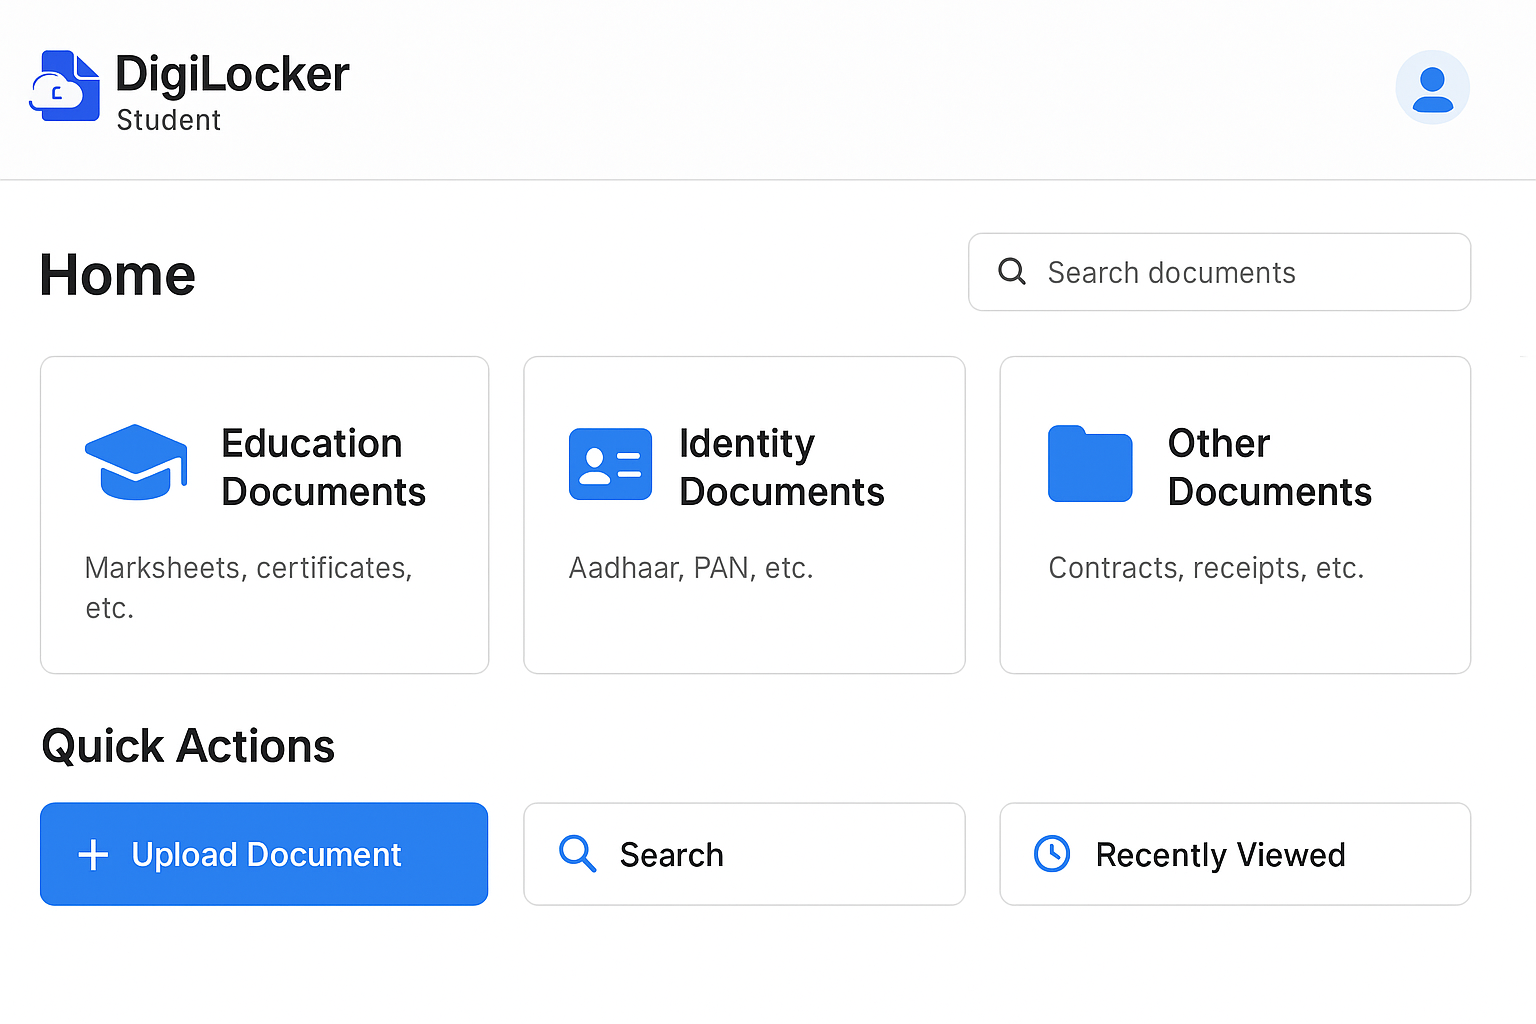 DigiLocker
Student
Home
Search documents
Education
Documents
Marksheets, certificates,
etc.
Identity
Documents
Aadhaar, PAN, etc.
Other
Documents
Contracts, receipts, etc.
Quick Actions
Upload Document
Search
Recently Viewed